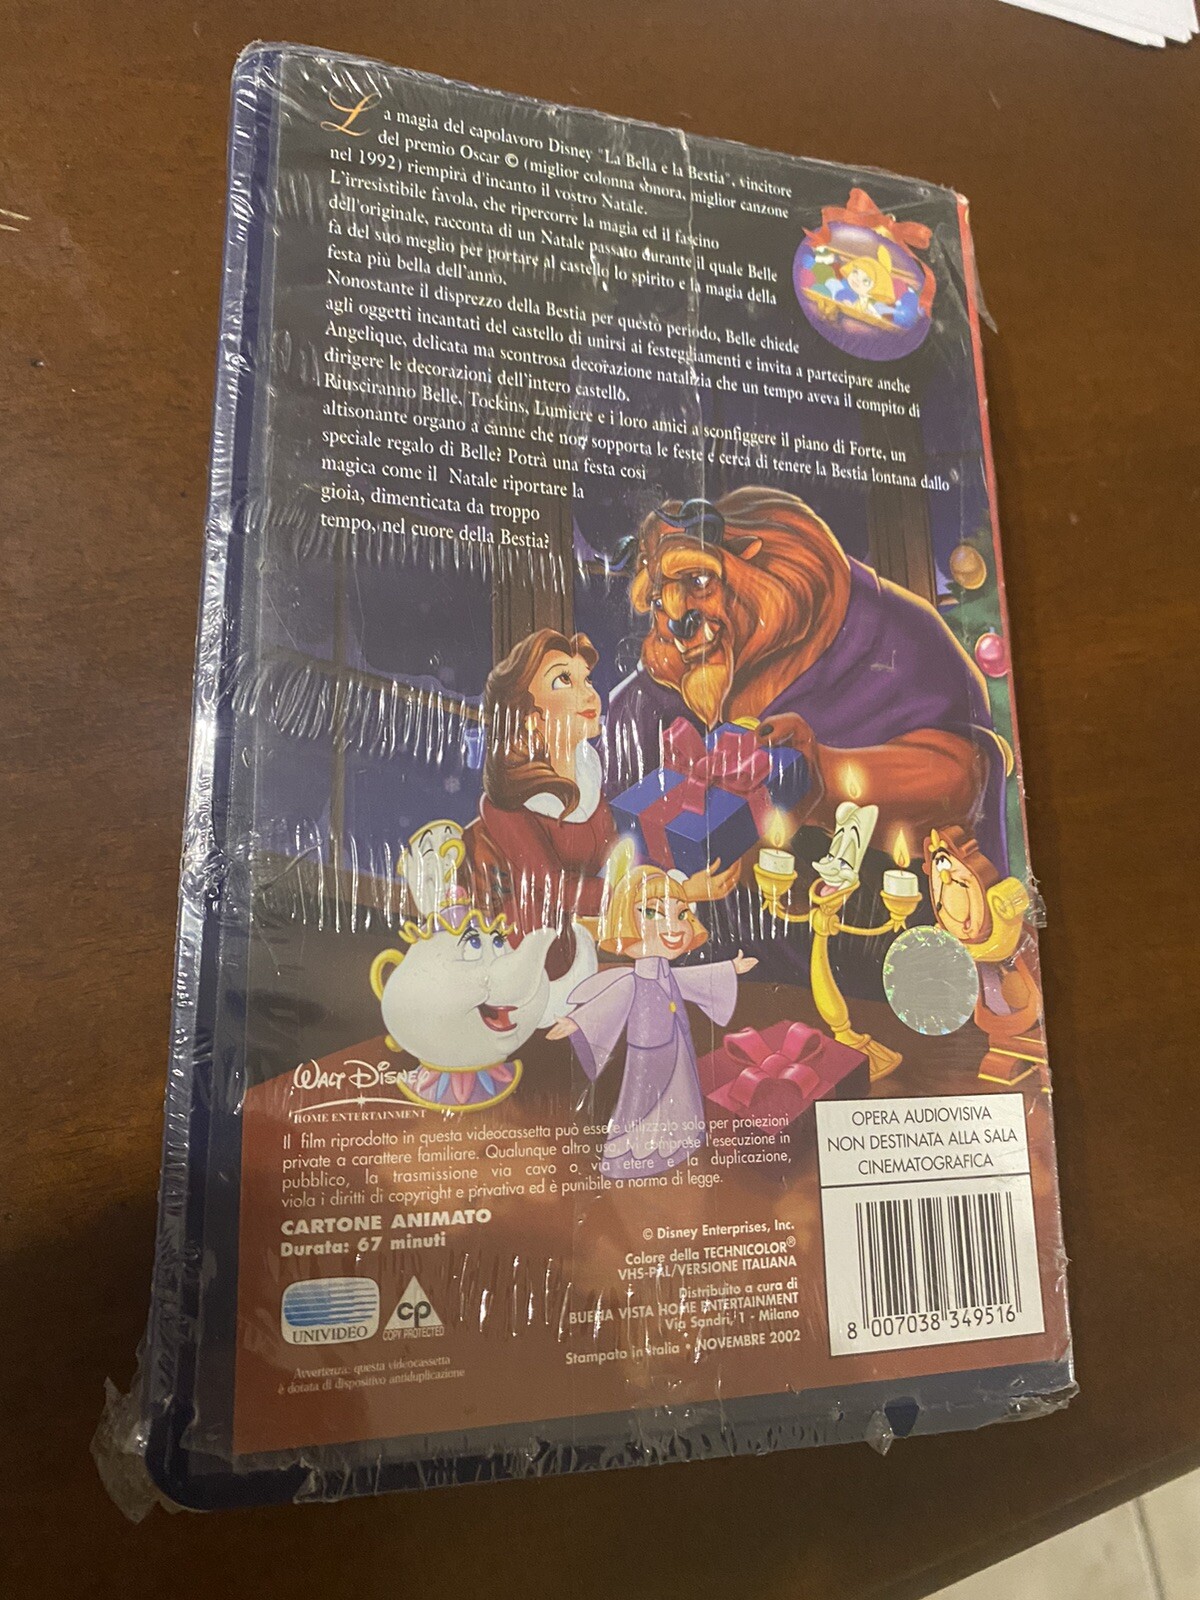 La magia del capolavoro Disney "La Bella e la Bestia", vincitore
del premio Oscar © (miglior colonna sonora, miglior canzone
nel 1992) riempirà d'incanto il vostro Natale.
L'irresistibile favola, che ripercorre la magia ed il fascino
dell'originale, racconta di un Natale passato durante il quale Belle
fa del suo meglio per portare al castello lo spirito e la magia della
festa più bella dell'anno.
Nonostante il disprezzo della Bestia per questo periodo, Belle chiede
agli oggetti incantati del castello di unirsi ai festeggiamenti e invita a partecipare anche
Angelique, delicata ma scontrosa decorazione natalizia che un tempo aveva il compito di
dirigere le decorazioni dell'intero castello.
Riusciranno Belle, Tockins, Lumiere e i loro amici a sconfiggere il piano di Forte, un
altisonante organo a canne che non sopporta le feste e cerca di tenere la Bestia lontana dallo
speciale regalo di Belle? Potrà una festa così
magica come il Natale riportare la
gioia, dimenticata da troppo
tempo, nel cuore della Bestia?
WALT DISNEY
HOME ENTERTAINMENT
Il film riprodotto in questa videocassetta può essere utilizzato solo per proiezioni
private a carattere familiare. Qualunque altro uso, ivi comprese l'esecuzione in
pubblico, la trasmissione via cavo o via etere e la duplicazione,
viola i diritti di copyright e privativa ed è punibile a norma di legge.
CARTONE ANIMATO
Durata: 67 minuti
UNIVIDEO
cp
COPY PROTECTED
Avvertenza: questa videocassetta
è dotata di dispositivo antiduplicazione
© Disney Enterprises, Inc.
Colore della TECHNICOLOR®
VHS-PAL/VERSIONE ITALIANA
Distribuito a cura di
BUENA VISTA HOME ENTERTAINMENT
Via Sandri, 1 - Milano
Stampato in Italia • NOVEMBRE 2002
OPERA AUDIOVISIVA
NON DESTINATA ALLA SALA
CINEMATOGRAFICA
8 007038 349516